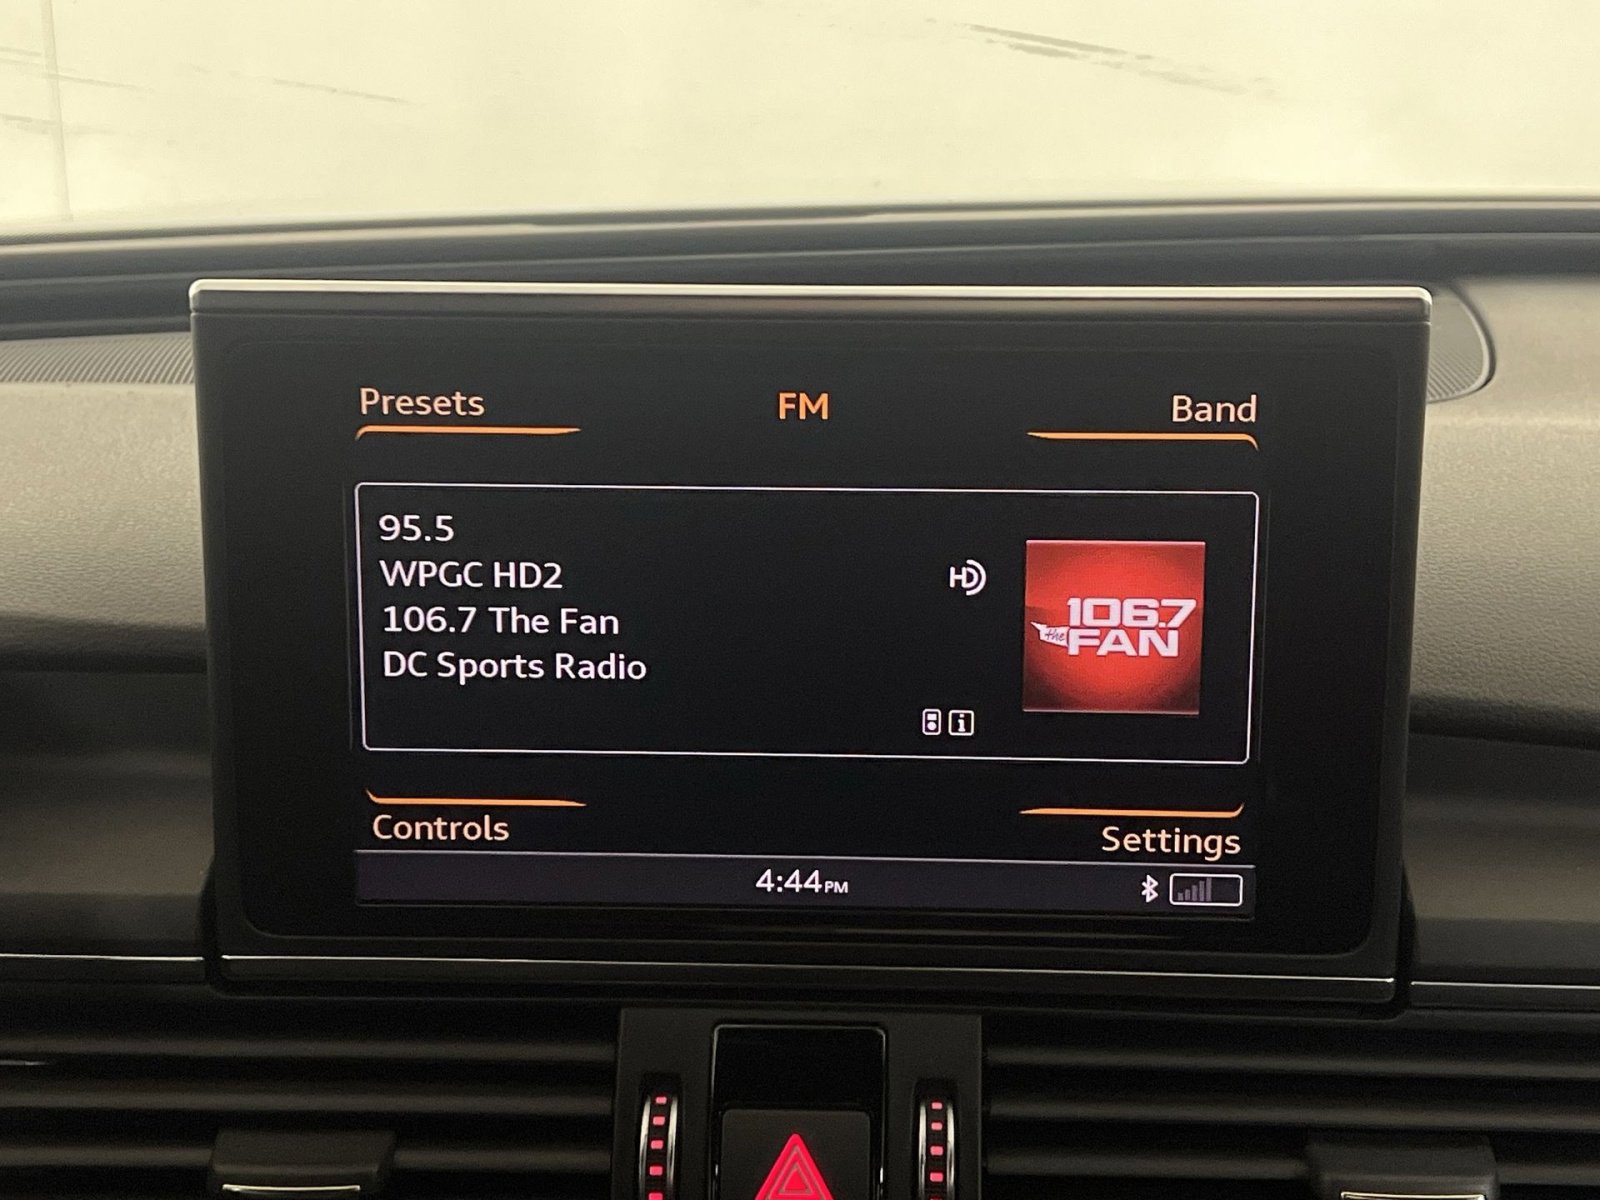 Presets
FM
Band
95.5
WPGC HD2
106.7 The Fan
DC Sports Radio
HD
106.7
the FAN
i
Controls
Settings
4:44PM